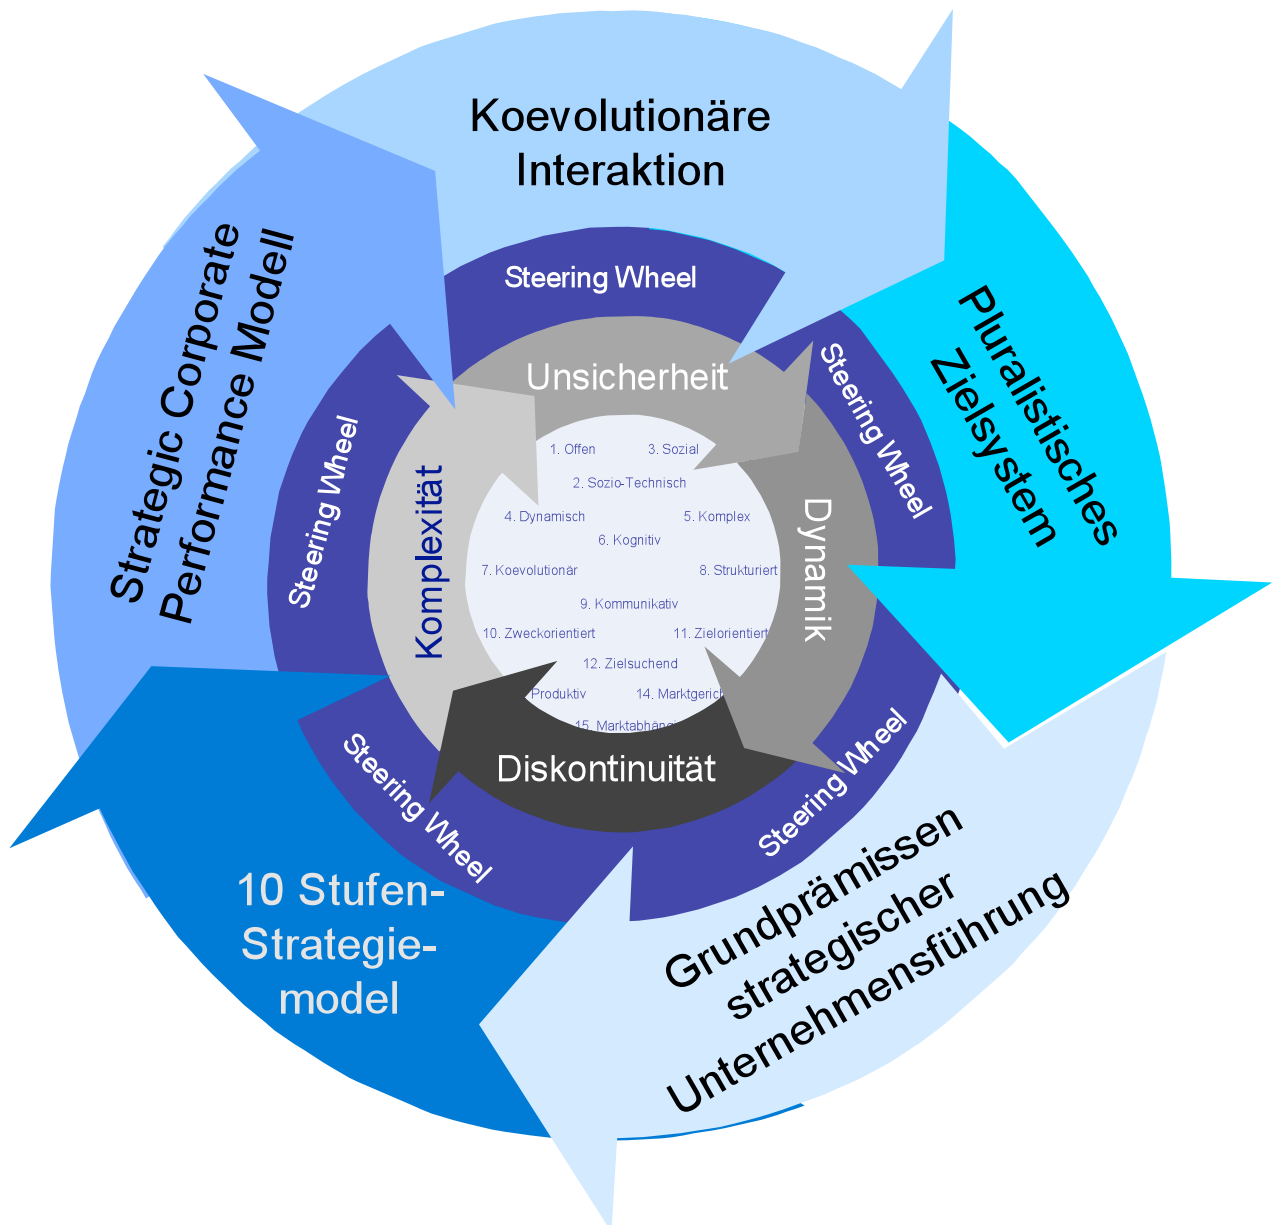 Koevolutionäre
Interaktion
Pluralistisches
Zielsystem
Grundprämissen
strategischer
Unternehmensführung
10 Stufen-
Strategie-
model
Strategic Corporate
Performance Modell
Steering Wheel
Steering Wheel
Steering Wheel
Steering Wheel
Steering Wheel
Unsicherheit
Dynamik
Diskontinuität
Komplexität
1. Offen
3. Sozial
2. Sozio-Technisch
4. Dynamisch
5. Komplex
6. Kognitiv
7. Koevolutionär
8. Strukturiert
9. Kommunikativ
10. Zweckorientiert
11. Zielorientiert
12. Zielsuchend
Produktiv
14.
15.